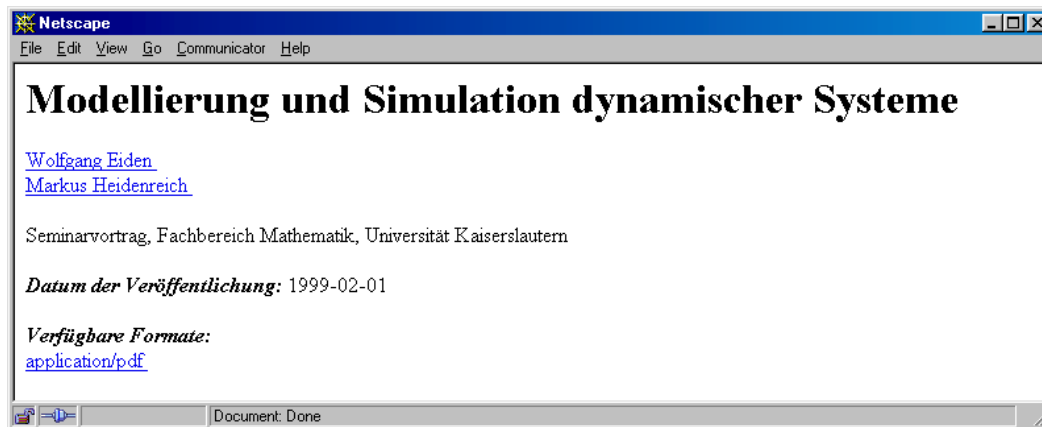 Netscape
File Edit View Go Communicator Help
Modellierung und Simulation dynamischer Systeme
Wolfgang Eiden
Markus Heidenreich
Seminarvortrag, Fachbereich Mathematik, Universität Kaiserslautern
Datum der Veröffentlichung: 1999-02-01
Verfügbare Formate:
application/pdf
Document: Done